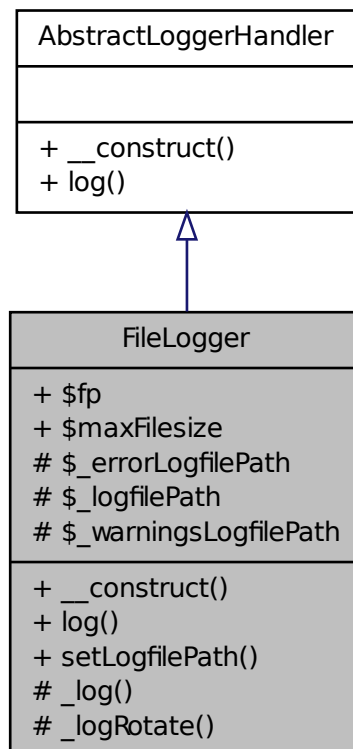 AbstractLoggerHandler
+ __construct()
+ log()
FileLogger
+ $fp
+ $maxFilesize
# $_errorLogfilePath
# $_logfilePath
# $_warningsLogfilePath
+ __construct()
+ log()
+ setLogfilePath()
# _log()
# _logRotate()